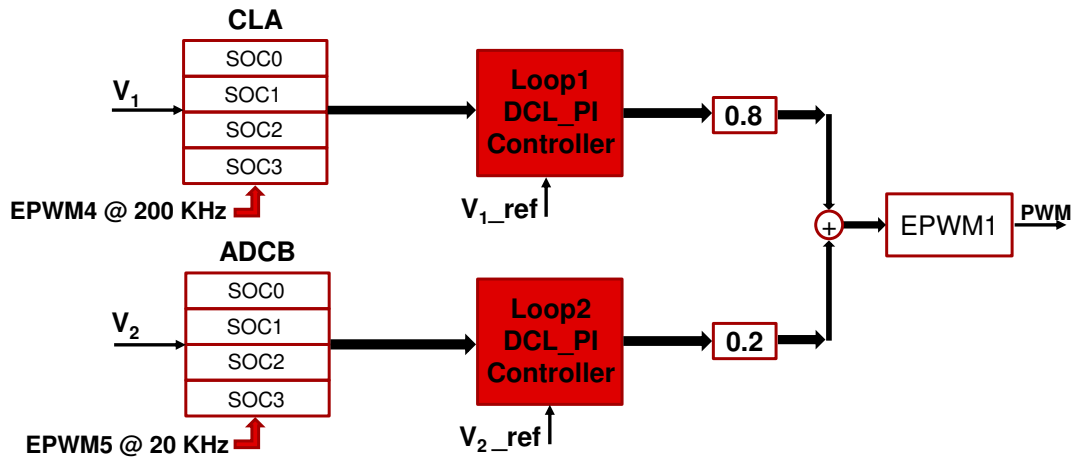 CLA
SOC0
SOC1
SOC2
SOC3
V1
EPWM4 @ 200 KHz
Loop1
DCL_PI
Controller
V1_ref
0.8
ADCB
SOC0
SOC1
SOC2
SOC3
V2
EPWM5 @ 20 KHz
Loop2
DCL_PI
Controller
V2_ref
0.2
+
EPWM1
PWM